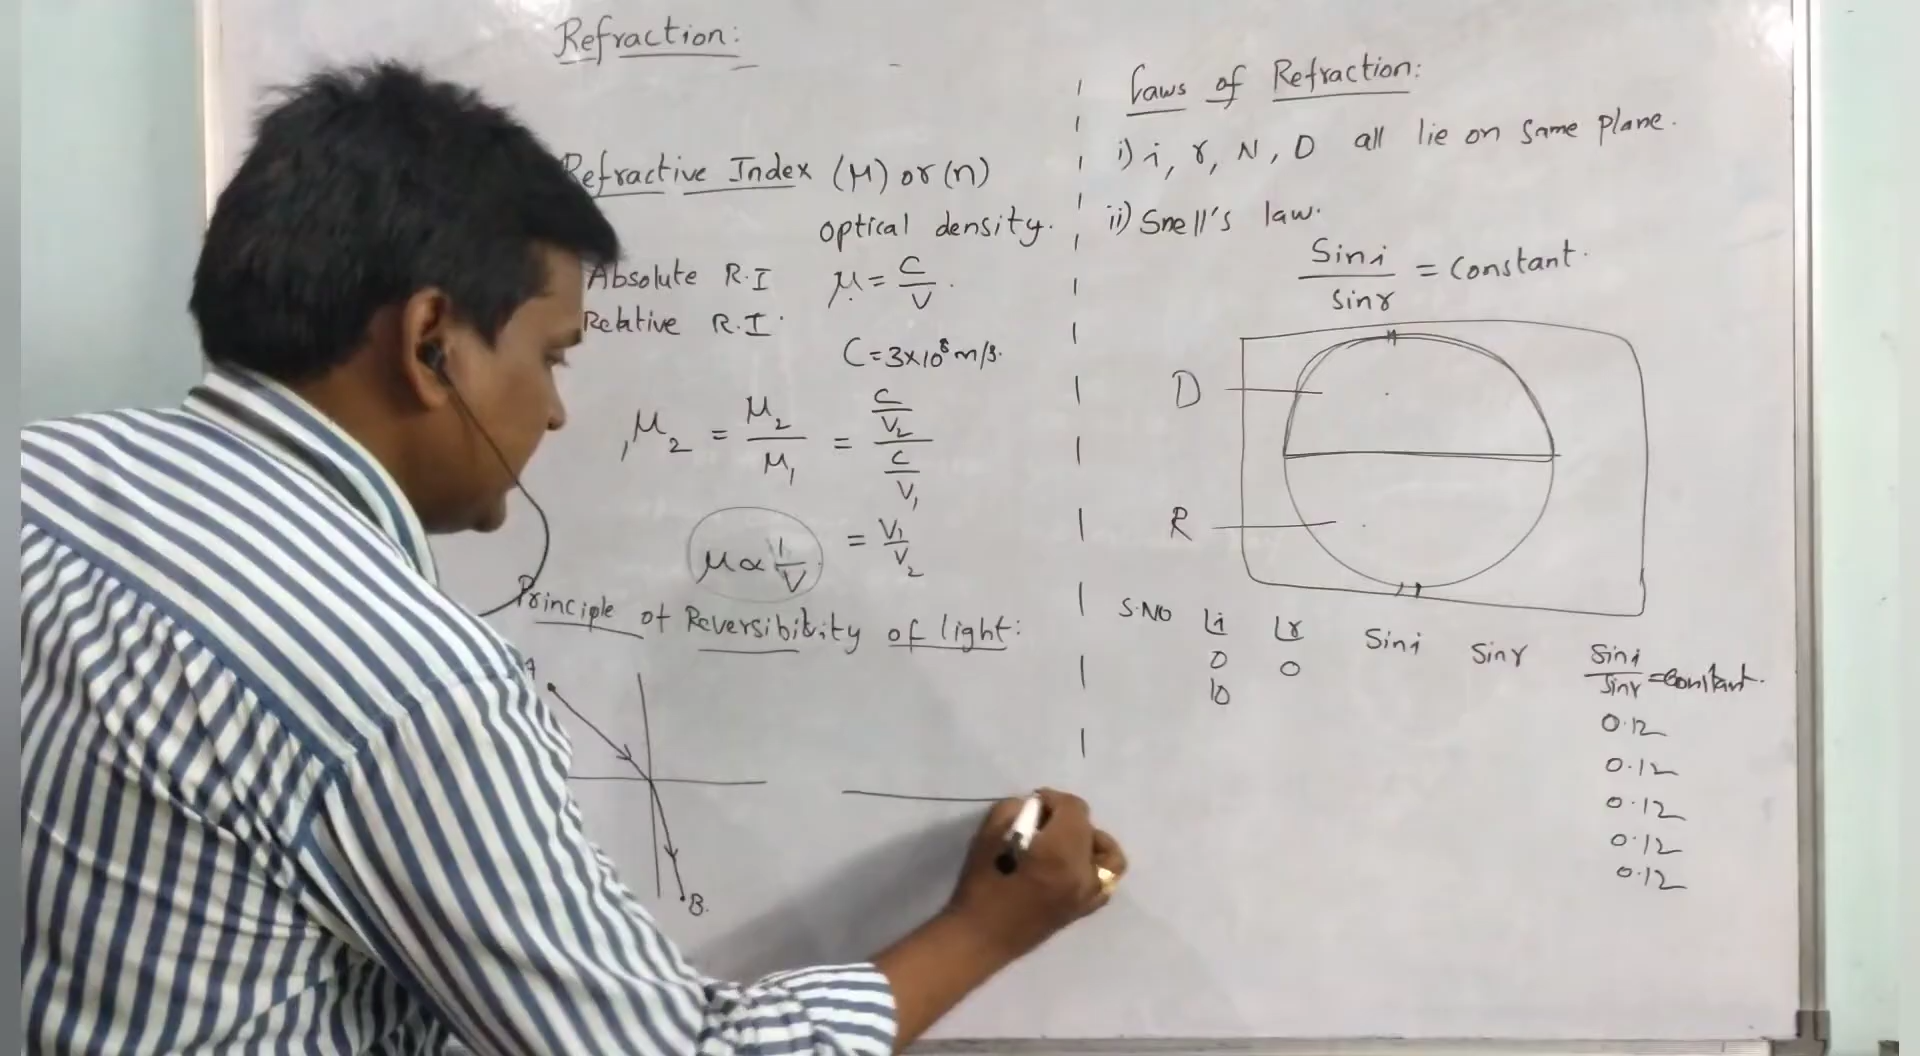 Refraction:
Refractive Index (μ) or (n)
optical density.
Absolute R.I μ = C/V.
Relative R.I.
C = 3×10⁸ m/s.
₁μ₂ = μ₂/μ₁ = (C/V₂)/(C/V₁)
μ ∝ 1/V = V₁/V₂
Principle of Reversibility of light:
A
B.
Laws of Refraction:
i) i, r, N, O all lie on same plane.
ii) Snell's law.
Sin i / Sin r = Constant.
D
R
S.NO ∠i ∠r Sin i Sin r Sin i / Sin r = Constant.
0 0
10
0.12
0.12
0.12
0.12
0.12